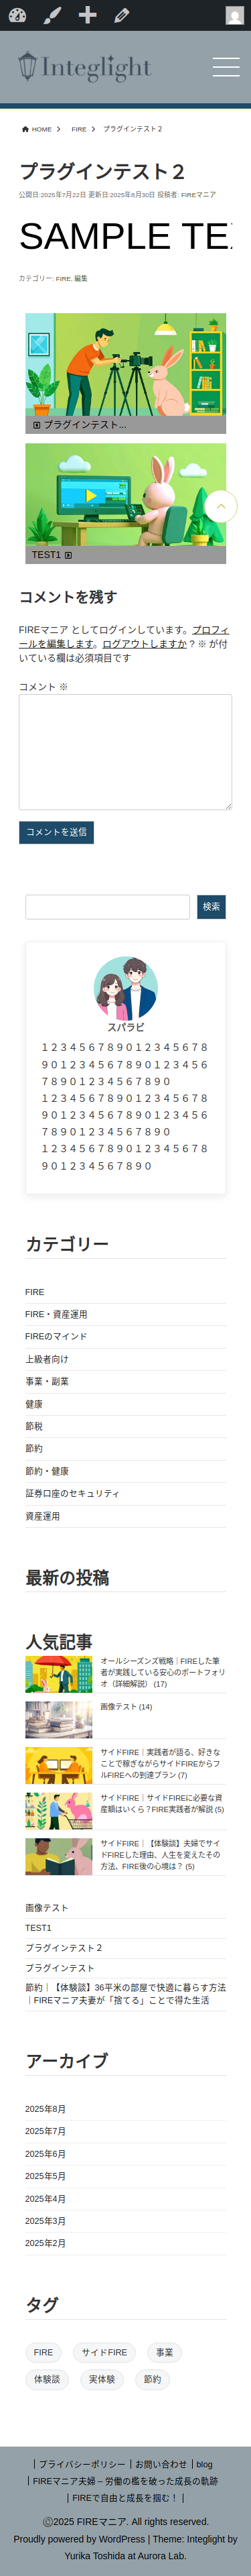 Integlight
HOME > FIRE > プラグインテスト２
プラグインテスト２
公開日:2025年7月22日 更新日:2025年8月30日 投稿者: FIREマニア
SAMPLE TE
カテゴリー: FIRE, 編集
プラグインテスト...
TEST1
コメントを残す
FIREマニア としてログインしています。プロフィ
ールを編集します。ログアウトしますか ? ※ が付
いている欄は必須項目です
コメント ※
コメントを送信
検索
スパラビ
１２３４５６７８９０１２３４５６７８
９０１２３４５６７８９０１２３４５６
７８９０１２３４５６７８９０
１２３４５６７８９０１２３４５６７８
９０１２３４５６７８９０１２３４５６
７８９０１２３４５６７８９０
１２３４５６７８９０１２３４５６７８
９０１２３４５６７８９０
カテゴリー
FIRE
FIRE・資産運用
FIREのマインド
上級者向け
事業・副業
健康
節税
節約
節約・健康
証券口座のセキュリティ
資産運用
最新の投稿
人気記事
オールシーズンズ戦略｜FIREした筆
者が実践している安心のポートフォリ
オ（詳細解説） (17)
画像テスト (14)
サイドFIRE｜実践者が語る、好きな
ことで稼ぎながらサイドFIREからフ
ルFIREへの到達プラン (7)
サイドFIRE｜サイドFIREに必要な資
産額はいくら？FIRE実践者が解説 (5)
サイドFIRE｜【体験談】夫婦でサイ
ドFIREした理由、人生を変えたその
方法、FIRE後の心境は？ (5)
画像テスト
TEST1
プラグインテスト２
プラグインテスト
節約｜【体験談】36平米の部屋で快適に暮らす方法
｜FIREマニア夫妻が「捨てる」ことで得た生活
アーカイブ
2025年8月
2025年7月
2025年6月
2025年5月
2025年4月
2025年3月
2025年2月
タグ
FIRE サイドFIRE 事業
体験談 実体験 節約
| プライバシーポリシー | お問い合わせ | blog
| FIREマニア夫婦 – 労働の檻を破った成長の軌跡
| FIREで自由と成長を掴む！ |
©2025 FIREマニア. All rights reserved.
Proudly powered by WordPress | Theme: Integlight by
Yurika Toshida at Aurora Lab.